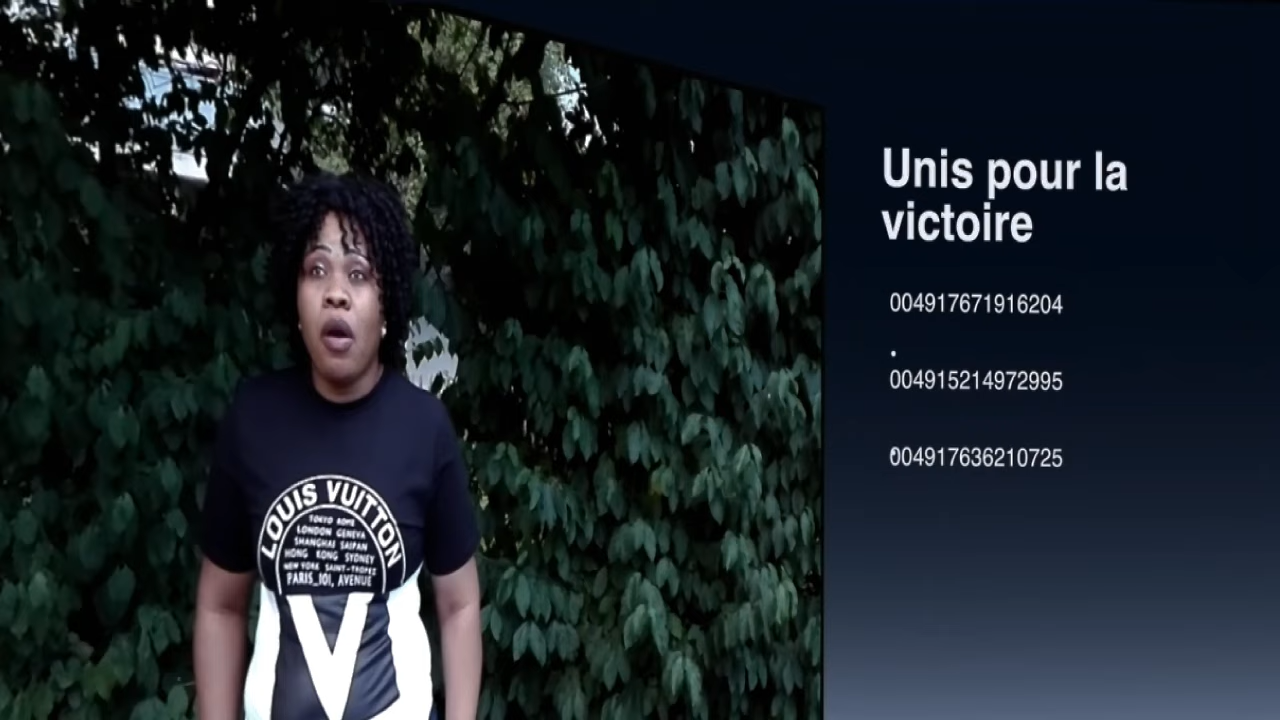 Unis pour la
victoire
004917671916204
004915214972995
004917636210725
LOUIS VUITTON
TOKYO ROME
LONDON GENEVA
SHANGHAI SAIPAN
HONG KONG SYDNEY
NEW YORK SAINT-TROPEZ
PARIS_101, AVENUE
V